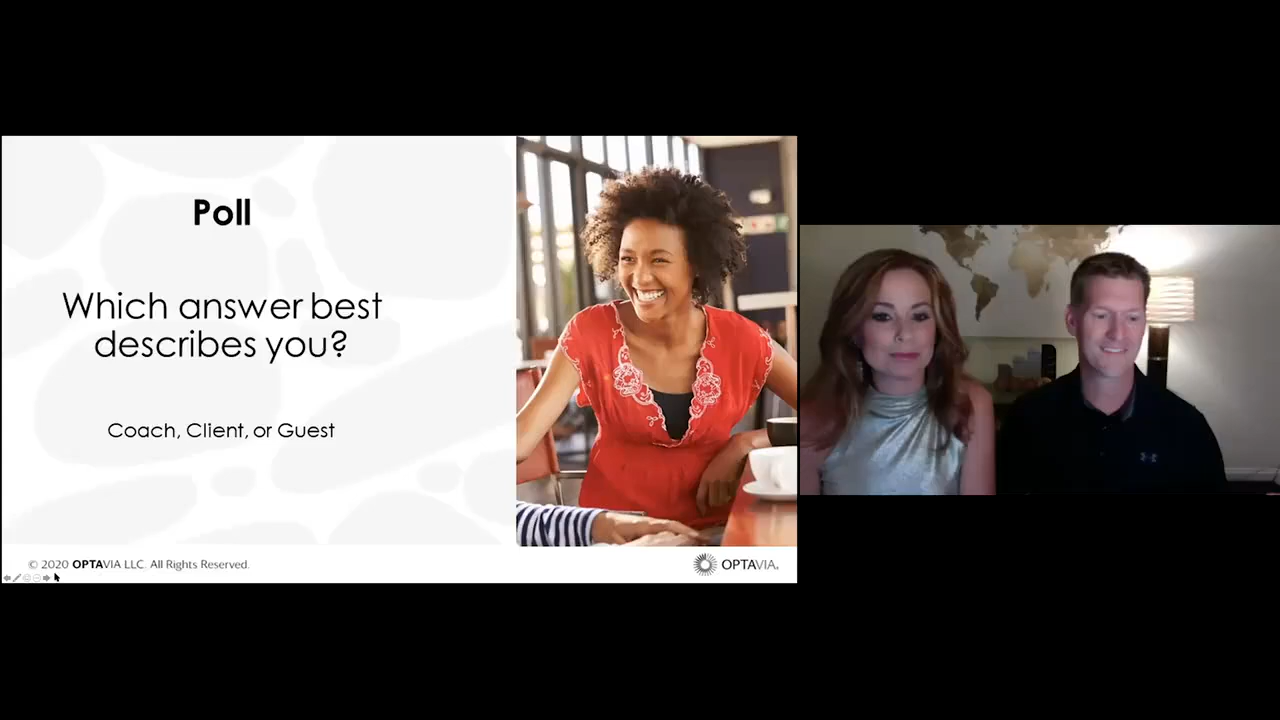 Poll
Which answer best
describes you?
Coach, Client, or Guest
© 2020 OPTAVIA LLC. All Rights Reserved.
OPTAVIA.